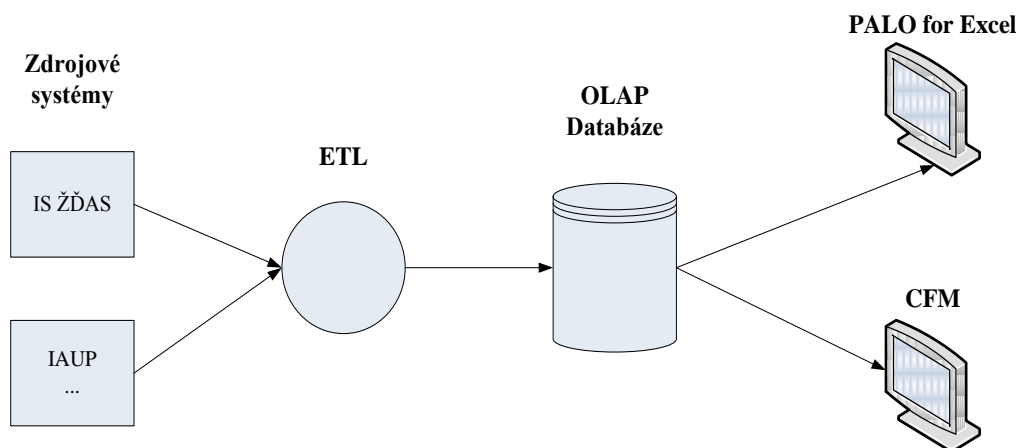 Zdrojové
systémy
IS ŽĎAS
IAUP
...
ETL
OLAP
Databáze
PALO for Excel
CFM